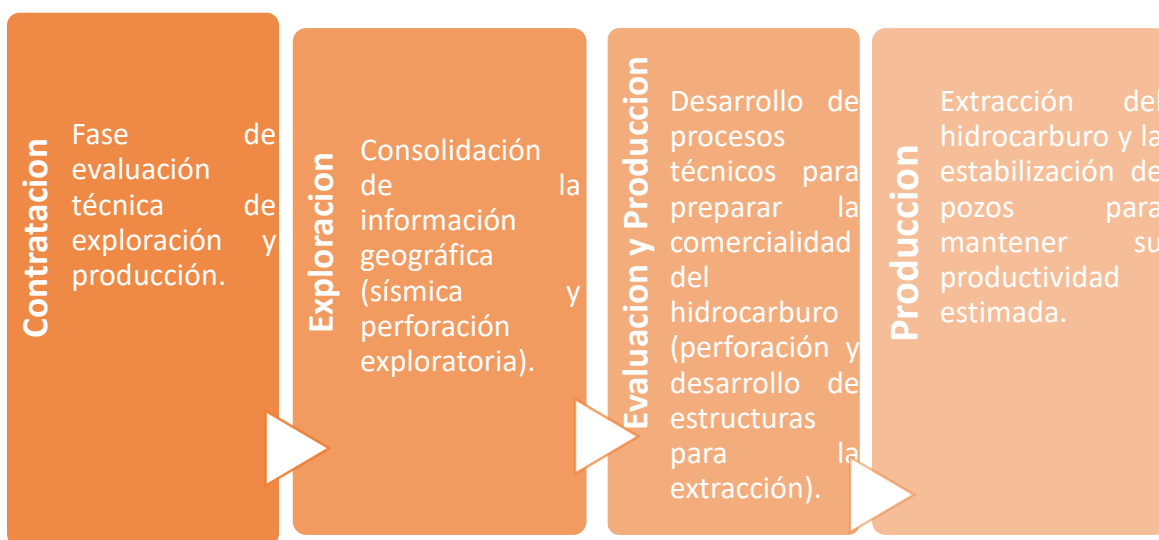 Contratacion
Fase de
evaluación
técnica de
exploración y
producción.
Exploracion
Consolidación
de la
información
geográfica
(sísmica y
perforación
exploratoria).
Evaluacion y Produccion
Desarrollo de
procesos
técnicos para
preparar la
comercialidad
del
hidrocarburo
(perforación y
desarrollo de
estructuras
para la
extracción).
Produccion
Extracción del
hidrocarburo y la
estabilización de
pozos para
mantener su
productividad
estimada.